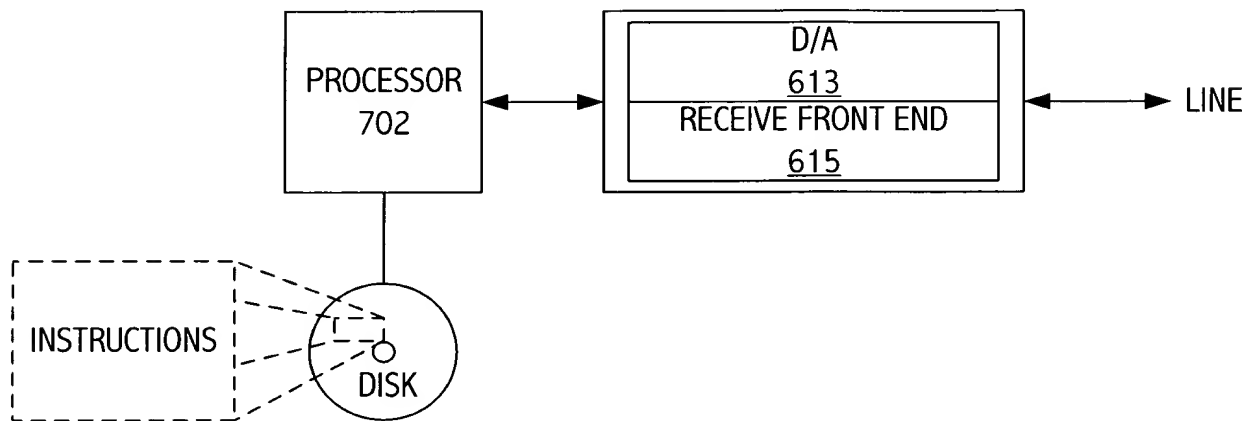 PROCESSOR
702
D/A
613
RECEIVE FRONT END
615
LINE
INSTRUCTIONS
DISK